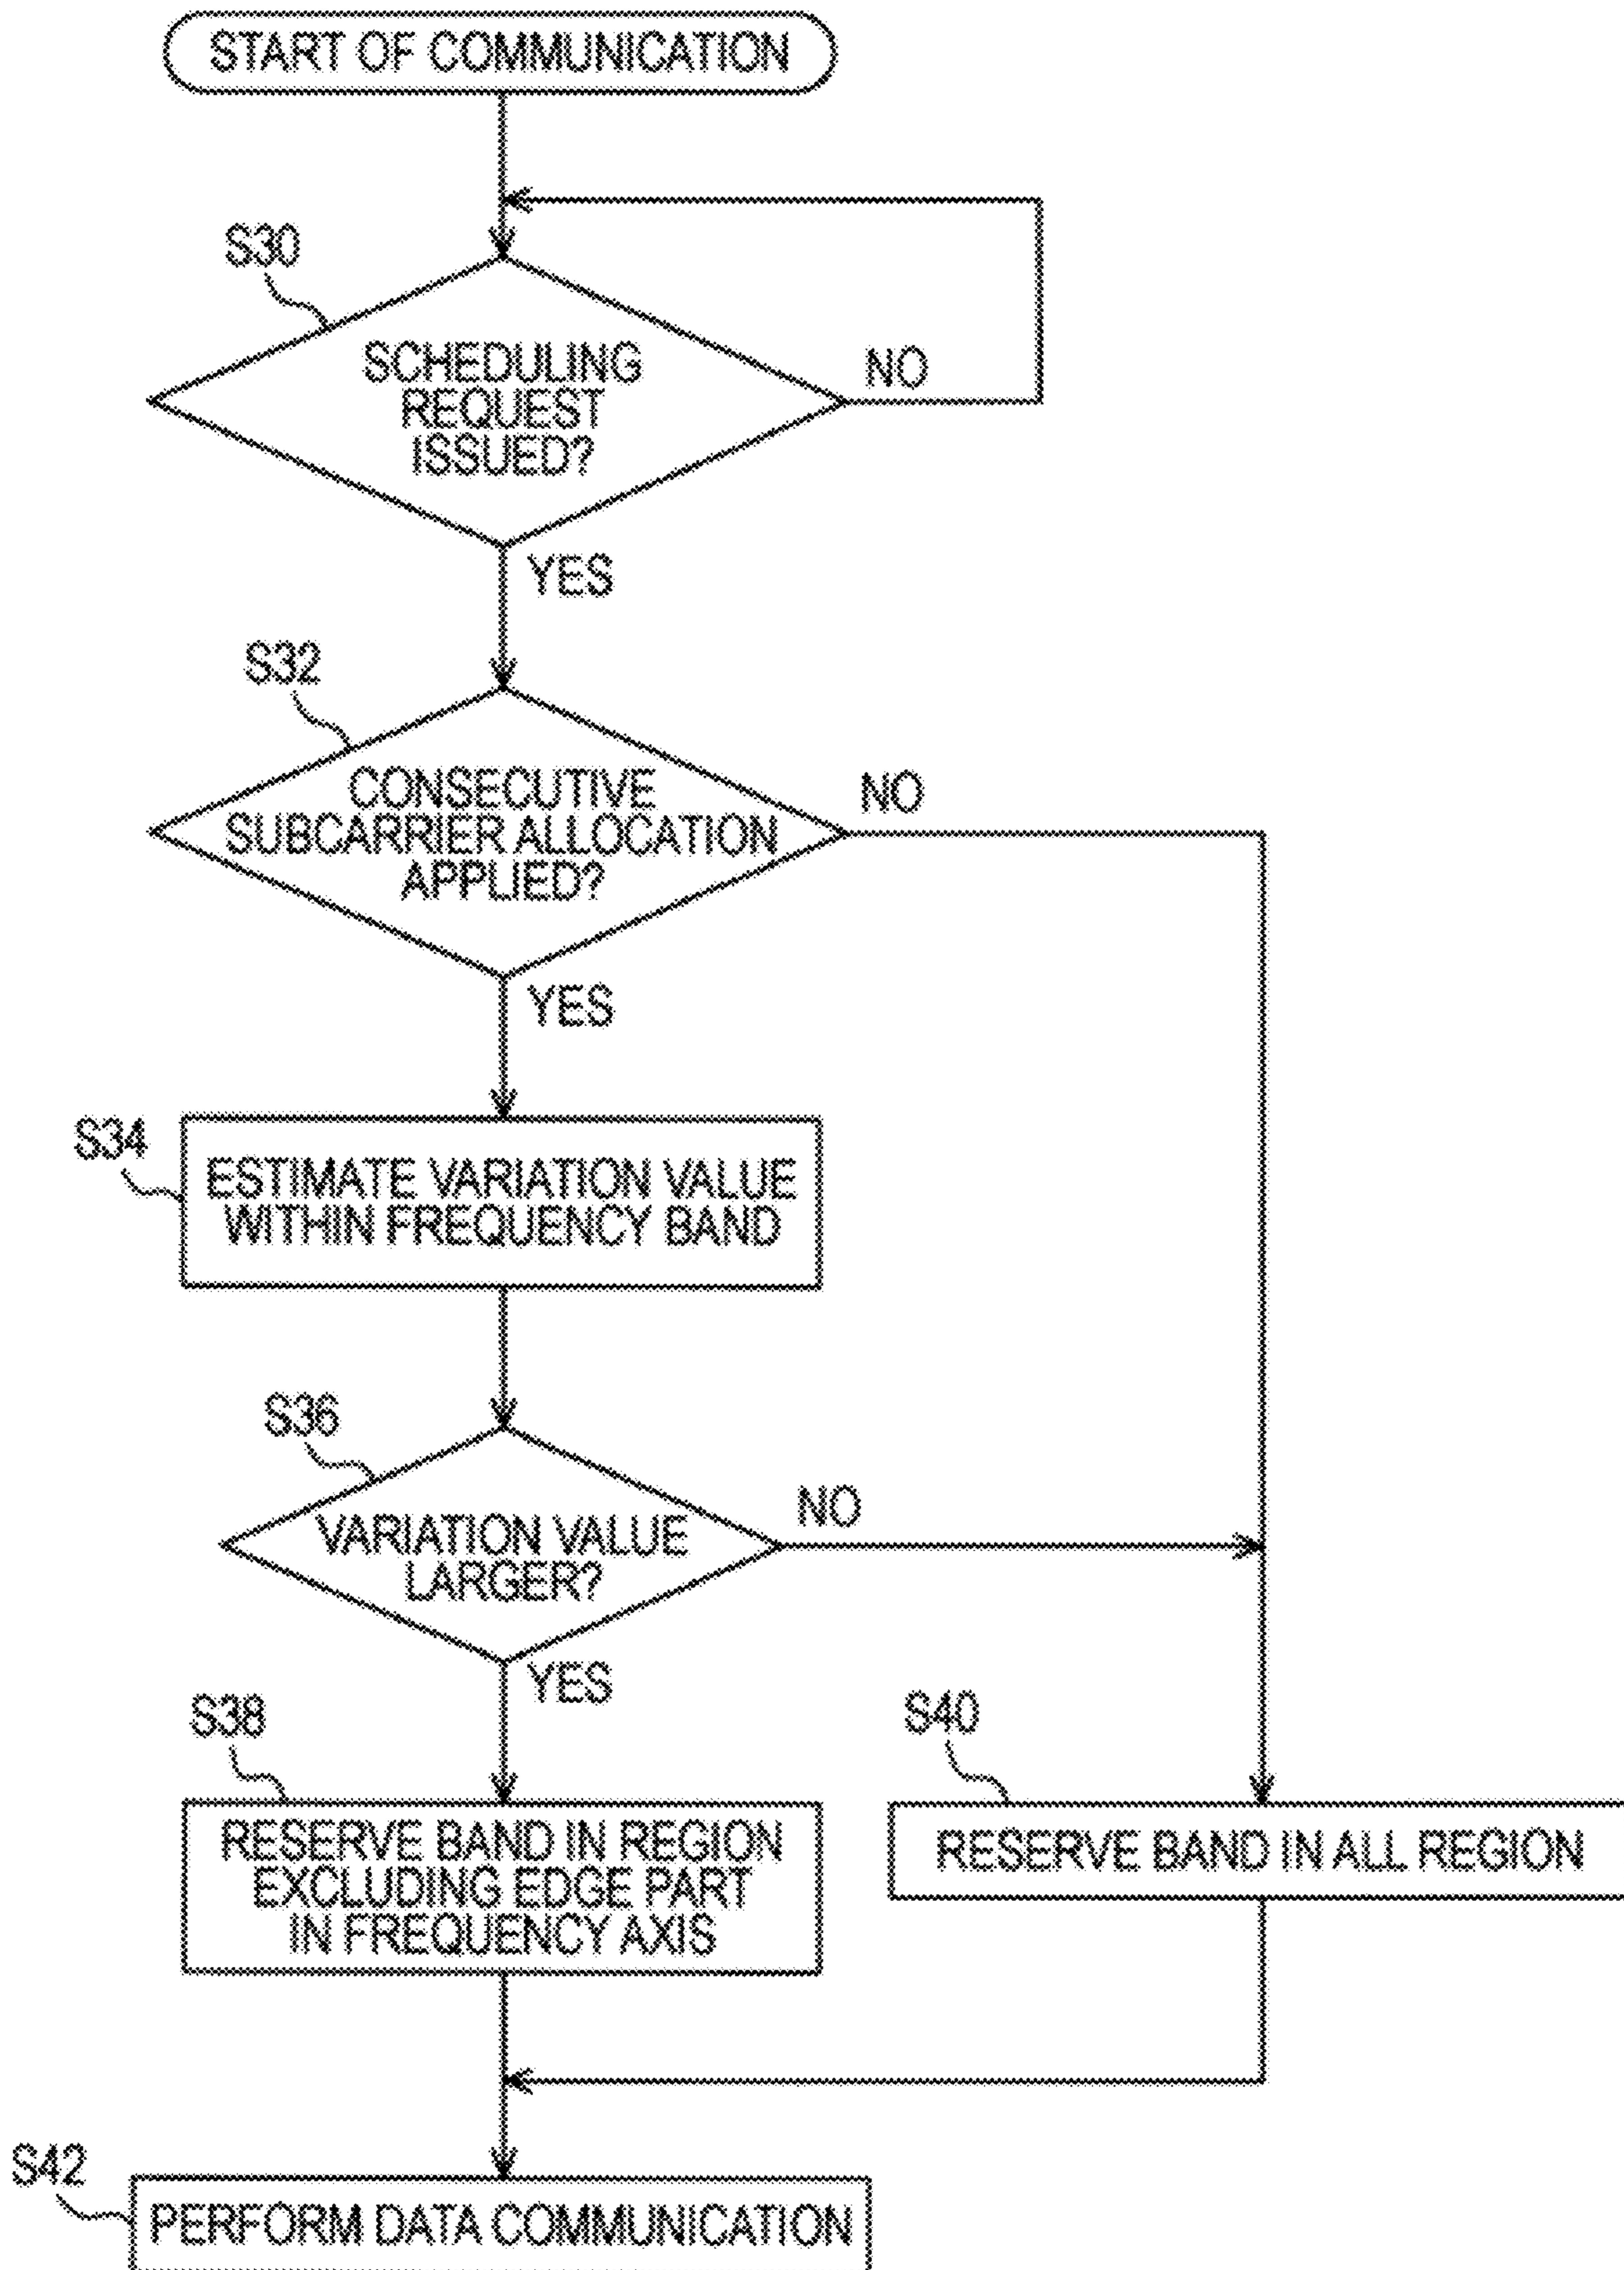 START OF COMMUNICATION
S30
SCHEDULING
REQUEST
ISSUED?
NO
YES
S32
CONSECUTIVE
SUBCARRIER ALLOCATION
APPLIED?
NO
YES
S34
ESTIMATE VARIATION VALUE
WITHIN FREQUENCY BAND
S36
VARIATION VALUE
LARGER?
NO
YES
S38
RESERVE BAND IN REGION
EXCLUDING EDGE PART
IN FREQUENCY AXIS
S40
RESERVE BAND IN ALL REGION
S42
PERFORM DATA COMMUNICATION